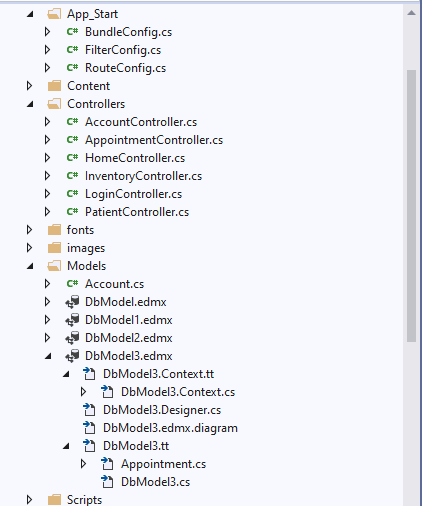 App_Start
C# BundleConfig.cs
C# FilterConfig.cs
C# RouteConfig.cs
Content
Controllers
C# AccountController.cs
C# AppointmentController.cs
C# HomeController.cs
C# InventoryController.cs
C# LoginController.cs
C# PatientController.cs
fonts
images
Models
C# Account.cs
DbModel.edmx
DbModel1.edmx
DbModel2.edmx
DbModel3.edmx
DbModel3.Context.tt
DbModel3.Context.cs
DbModel3.Designer.cs
DbModel3.edmx.diagram
DbModel3.tt
Appointment.cs
DbModel3.cs
Scripts